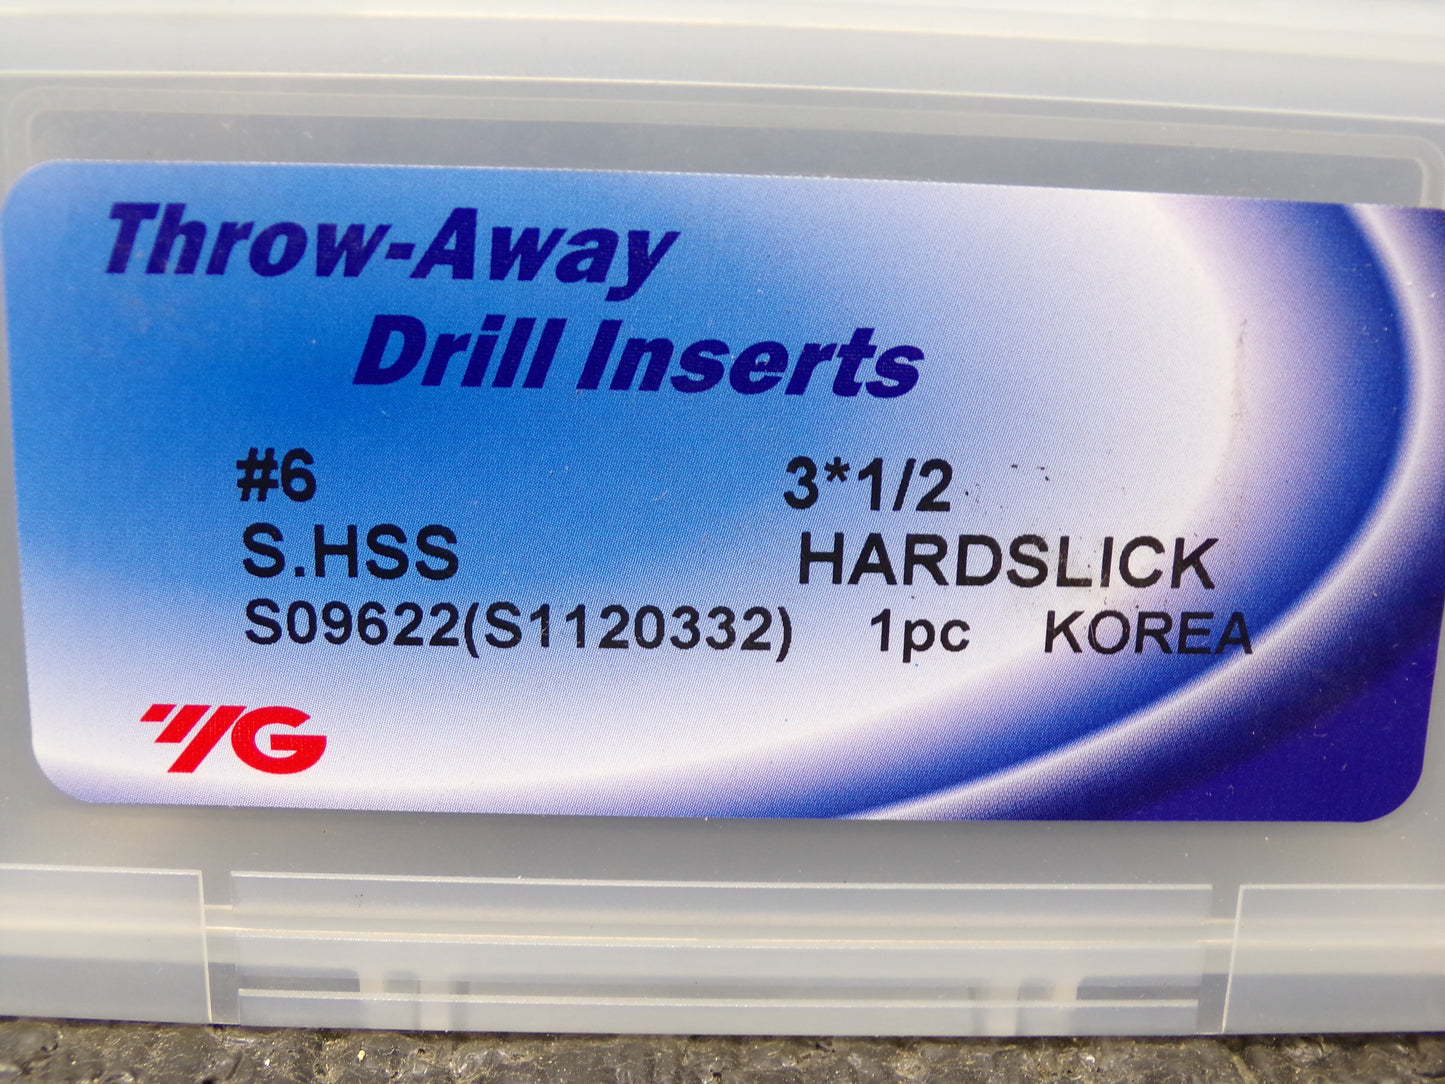 Throw-Away
Drill Inserts
#6 3*1/2
S.HSS HARDSLICK
S09622(S1120332) 1pc KOREA
YG